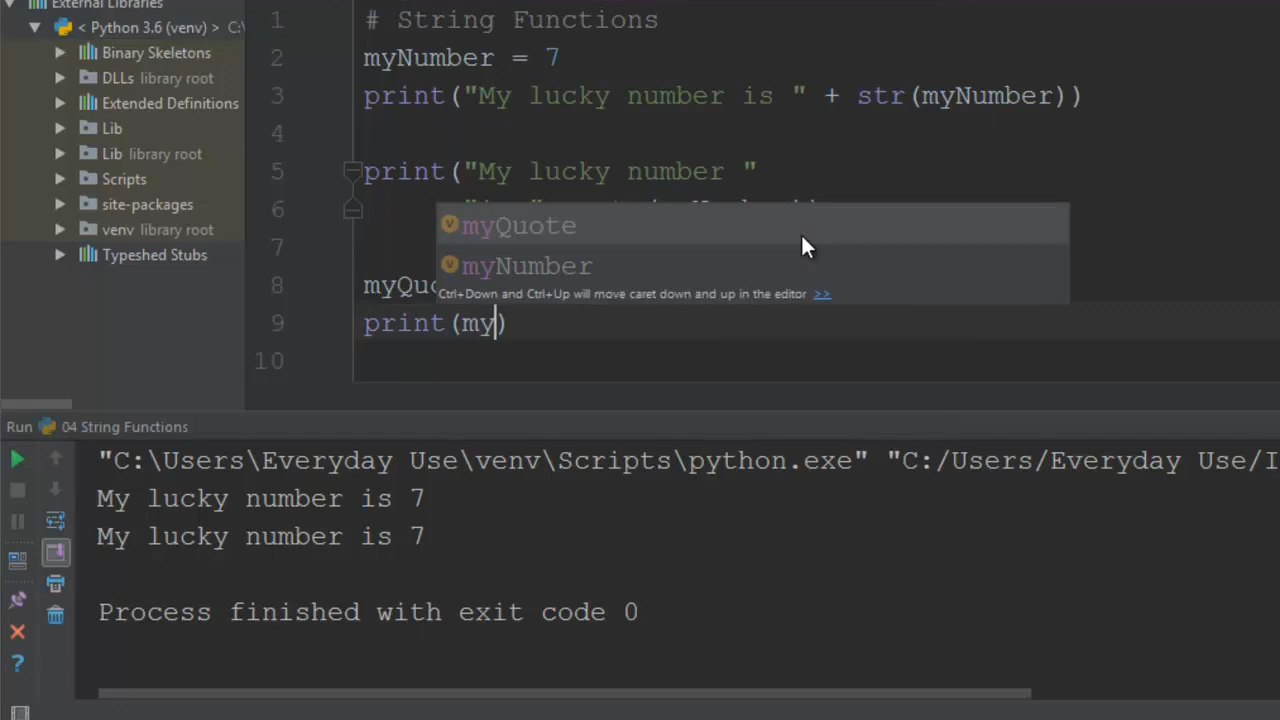 External Libraries
< Python 3.6 (venv) > C:\
Binary Skeletons
DLLs library root
Extended Definitions
Lib
Lib library root
Scripts
site-packages
venv library root
Typeshed Stubs
1 # String Functions
2 myNumber = 7
3 print("My lucky number is " + str(myNumber))
4
5 print("My lucky number "
6
7
myQuote
myNumber
Ctrl+Down and Ctrl+Up will move caret down and up in the editor >>
8 myQuo
9 print(my)
10
Run 04 String Functions
"C:\Users\Everyday Use\venv\Scripts\python.exe" "C:/Users/Everyday Use/I
My lucky number is 7
My lucky number is 7
Process finished with exit code 0